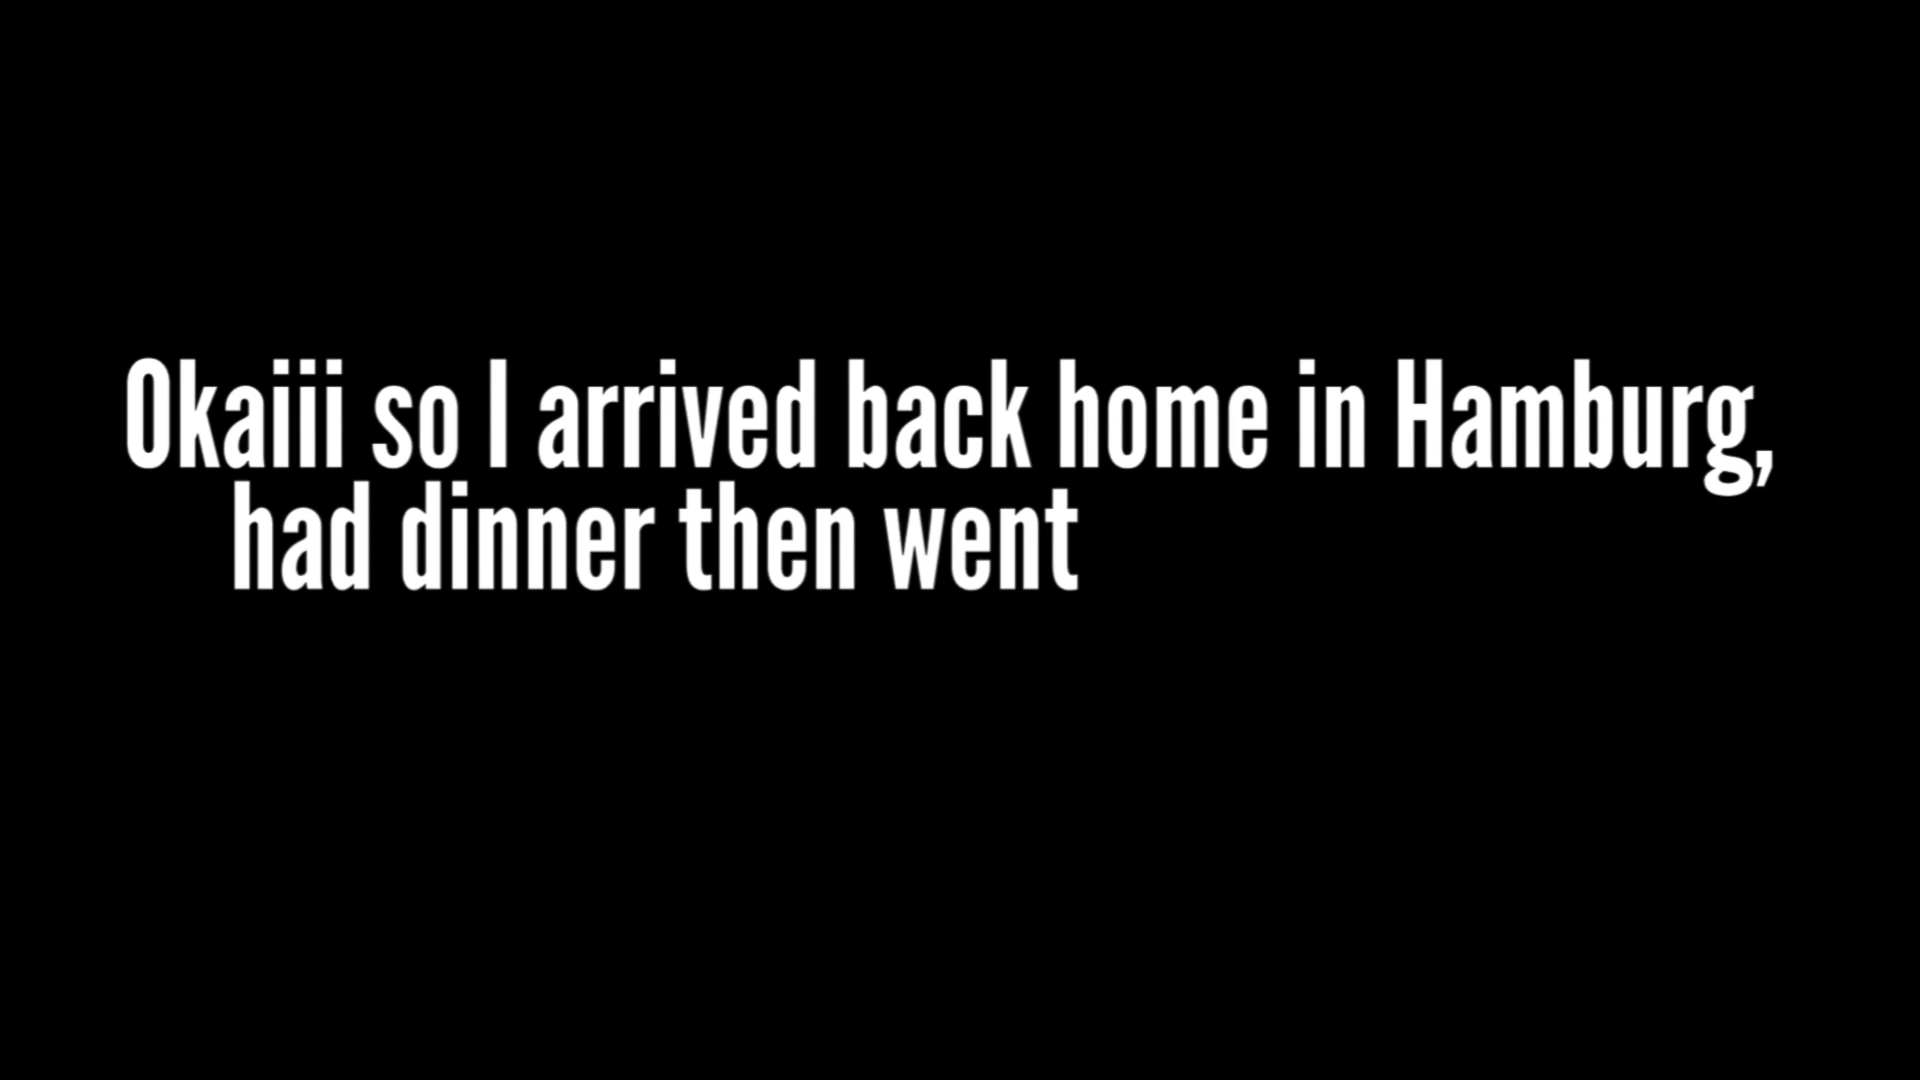 Okaiii so I arrived back home in Hamburg,
had dinner then went